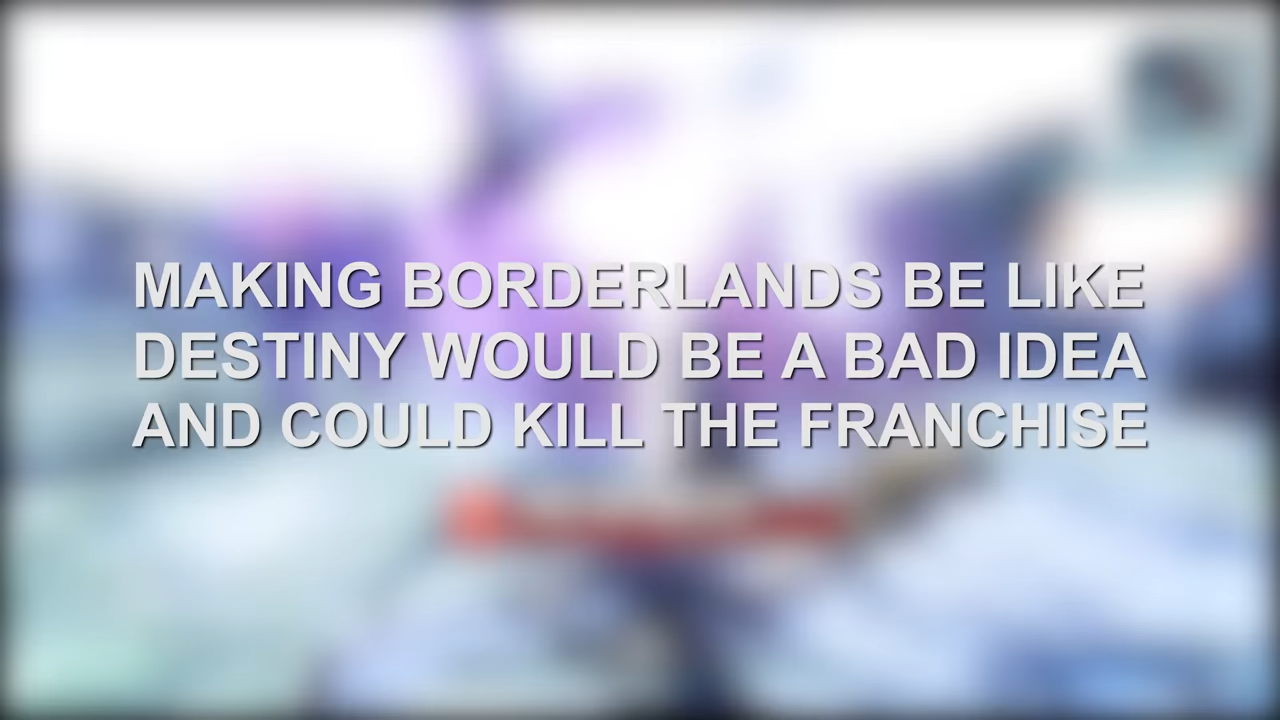 MAKING BORDERLANDS BE LIKE
DESTINY WOULD BE A BAD IDEA
AND COULD KILL THE FRANCHISE